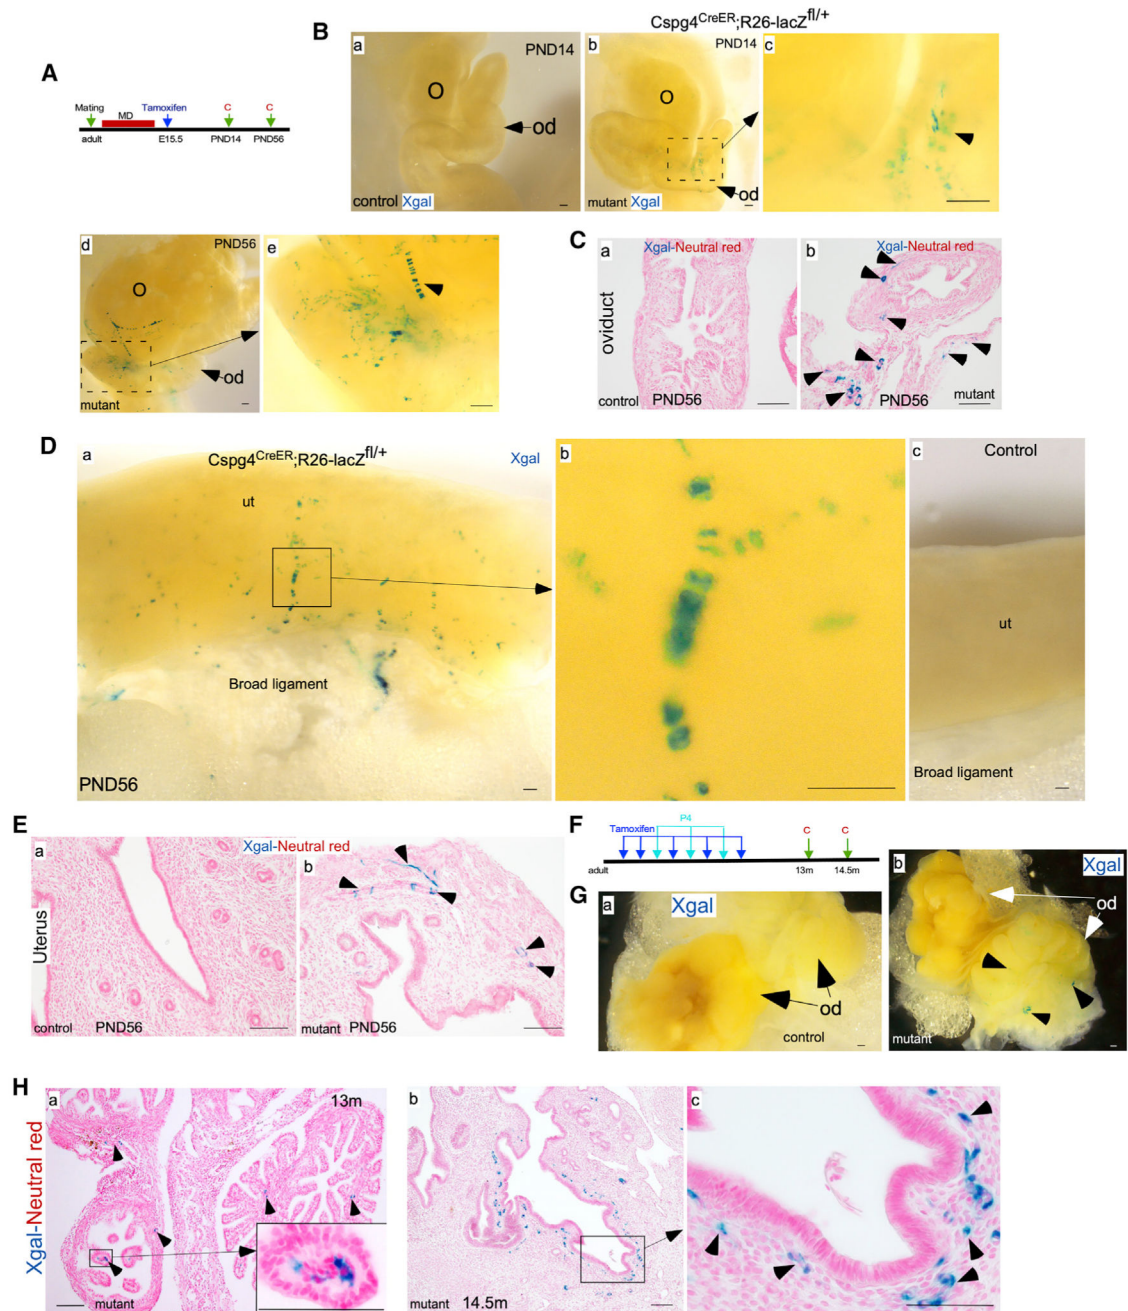 Cspg4CreER;R26-lacZfl/+
A
Mating
MD
Tamoxifen
C
C
adult
E15.5
PND14
PND56
B
a
PND14
O
od
control Xgal
b
PND14
O
od
mutant Xgal
c
d
PND56
O
od
mutant
e
C
oviduct
Xgal-Neutral red
a
control
PND56
Xgal-Neutral red
b
PND56
mutant
D
a
Cspg4CreER;R26-lacZfl/+
Xgal
ut
Broad ligament
PND56
b
c
Control
ut
Broad ligament
E
Uterus
Xgal-Neutral red
a
control
PND56
b
mutant
PND56
F
Tamoxifen
P4
C
C
adult
13m
14.5m
G
a
Xgal
od
control
b
Xgal
od
mutant
H
Xgal-Neutral red
a
13m
mutant
b
mutant
14.5m
c